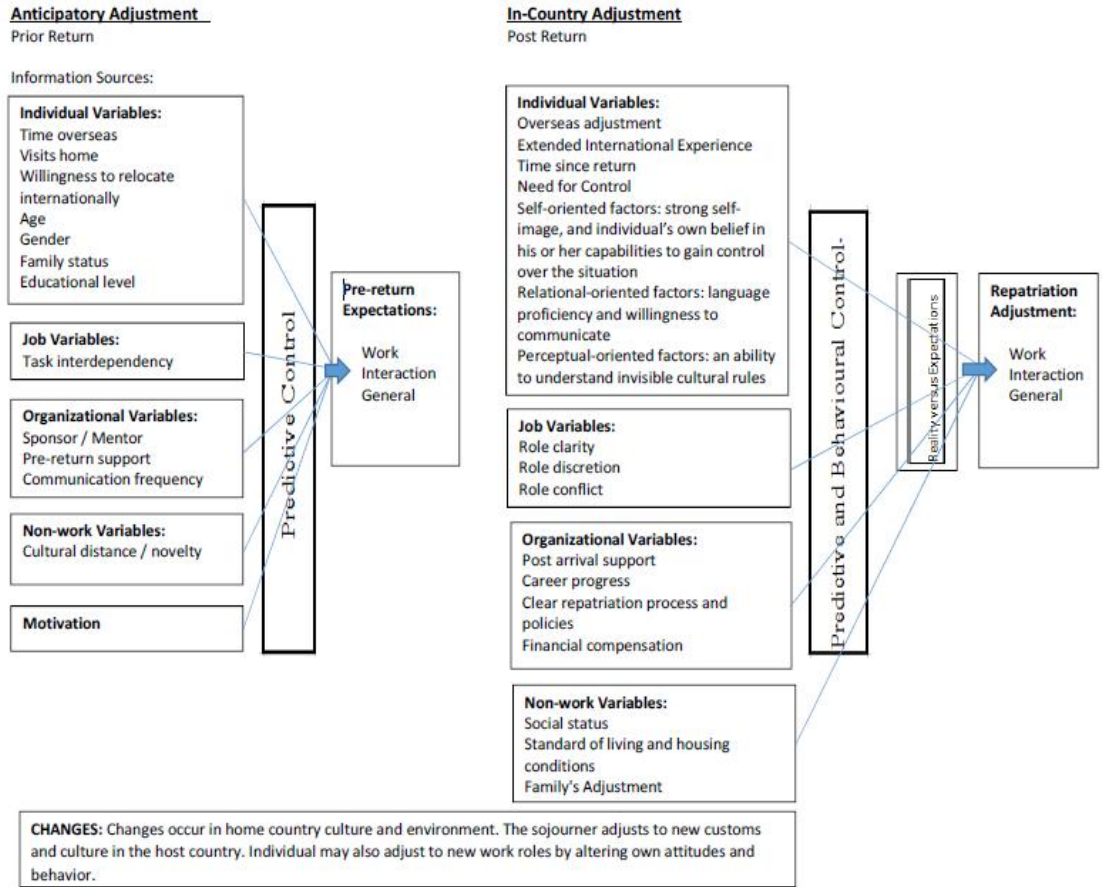 Anticipatory Adjustment
Prior Return
Information Sources:
Individual Variables:
Time overseas
Visits home
Willingness to relocate
internationally
Age
Gender
Family status
Educational level
Job Variables:
Task interdependency
Organizational Variables:
Sponsor / Mentor
Pre-return support
Communication frequency
Non-work Variables:
Cultural distance / novelty
Motivation
Predictive Control
Pre-return
Expectations:
Work
Interaction
General
In-Country Adjustment
Post Return
Individual Variables:
Overseas adjustment
Extended International Experience
Time since return
Need for Control
Self-oriented factors: strong self-
image, and individual's own belief in
his or her capabilities to gain control
over the situation
Relational-oriented factors: language
proficiency and willingness to
communicate
Perceptual-oriented factors: an ability
to understand invisible cultural rules
Job Variables:
Role clarity
Role discretion
Role conflict
Organizational Variables:
Post arrival support
Career progress
Clear repatriation process and
policies
Financial compensation
Non-work Variables:
Social status
Standard of living and housing
conditions
Family's Adjustment
Predictive and Behavioural Control-
Reality versus Expectations
Repatriation
Adjustment:
Work
Interaction
General
CHANGES: Changes occur in home country culture and environment. The sojourner adjusts to new customs
and culture in the host country. Individual may also adjust to new work roles by altering own attitudes and
behavior.